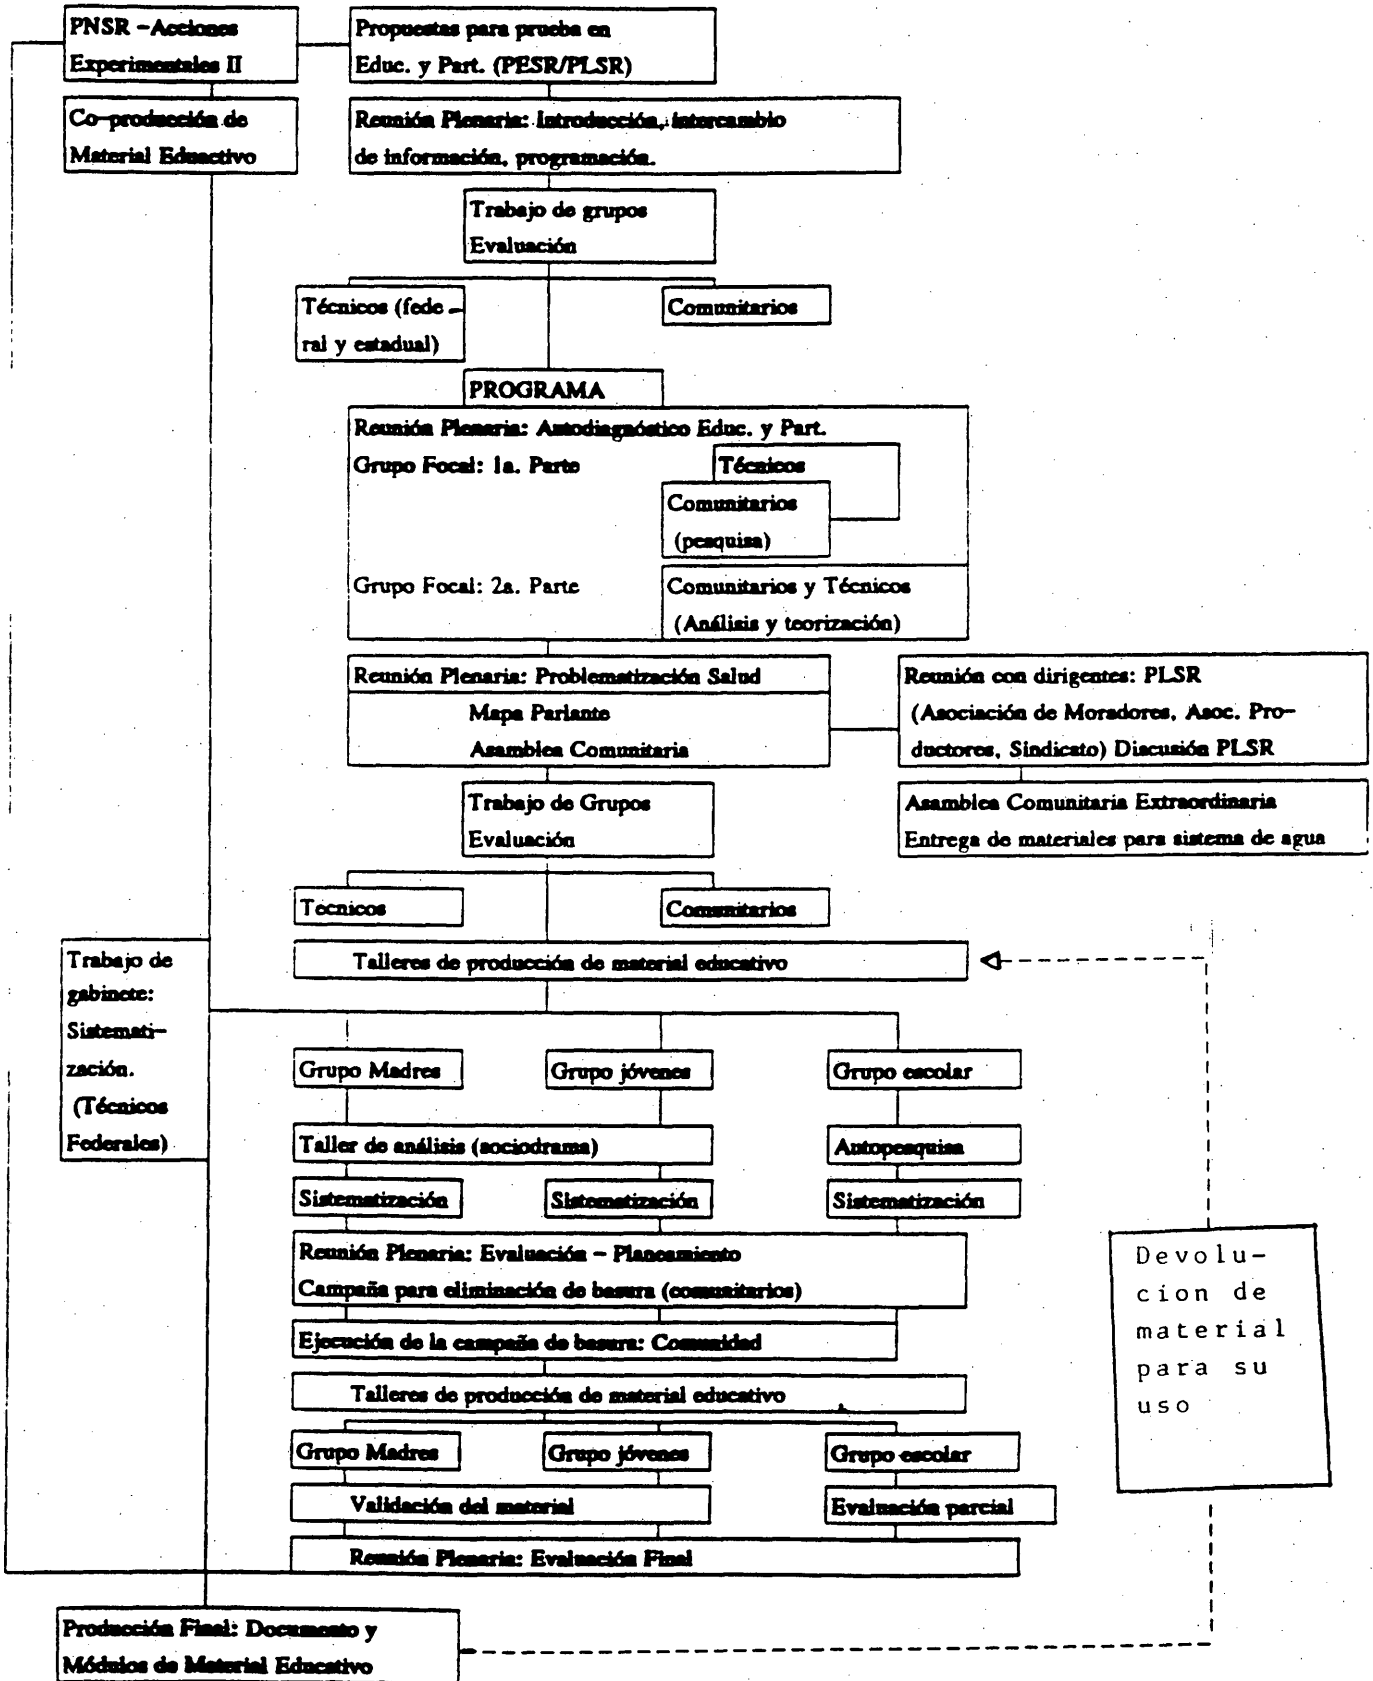 PNSR -Acciones
Experimentales II
Propuestas para prueba en
Educ. y Part. (PESR/PLSR)
Co-producción de
Material Eduactivo
Reunión Plenaria: Introducción, intercambio
de información, programación.
Trabajo de grupos
Evaluación
Técnicos (fede -
ral y estadual)
Comunitarios
PROGRAMA
Reunión Plenaria: Autodiagnóstico Educ. y Part.
Grupo Focal: 1a. Parte
Técnicos
Comunitarios
(pesquisa)
Grupo Focal: 2a. Parte
Comunitarios y Técnicos
(Análisis y teorización)
Reunión Plenaria: Problematización Salud
Mapa Parlante
Asamblea Comunitaria
Reunión con dirigentes: PLSR
(Asociación de Moradores, Asoc. Pro-
ductores, Sindicato) Discusión PLSR
Trabajo de Grupos
Evaluación
Asamblea Comunitaria Extraordinaria
Entrega de materiales para sistema de agua
Tecnicos
Comunitarios
Trabajo de
gabinete:
Sistemati-
zación.
(Técnicos
Federales)
Talleres de producción de material educativo
Grupo Madres
Grupo jóvenes
Grupo escolar
Taller de análisis (sociodrama)
Autopesquisa
Sistematización
Sistematización
Sistematización
Reunión Plenaria: Evaluación - Planeamiento
Campaña para eliminación de basura (comunitarios)
Ejecución de la campaña de basura: Comunidad
Talleres de producción de material educativo
Grupo Madres
Grupo jóvenes
Grupo escolar
Validación del material
Evaluación parcial
Reunión Plenaria: Evaluación Final
Devolu-
cion de
material
para su
uso
Producción Final: Documento y
Módulos de Material Educativo